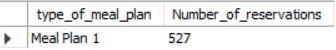 type_of_meal_plan Number_of_reservations
Meal Plan 1 527